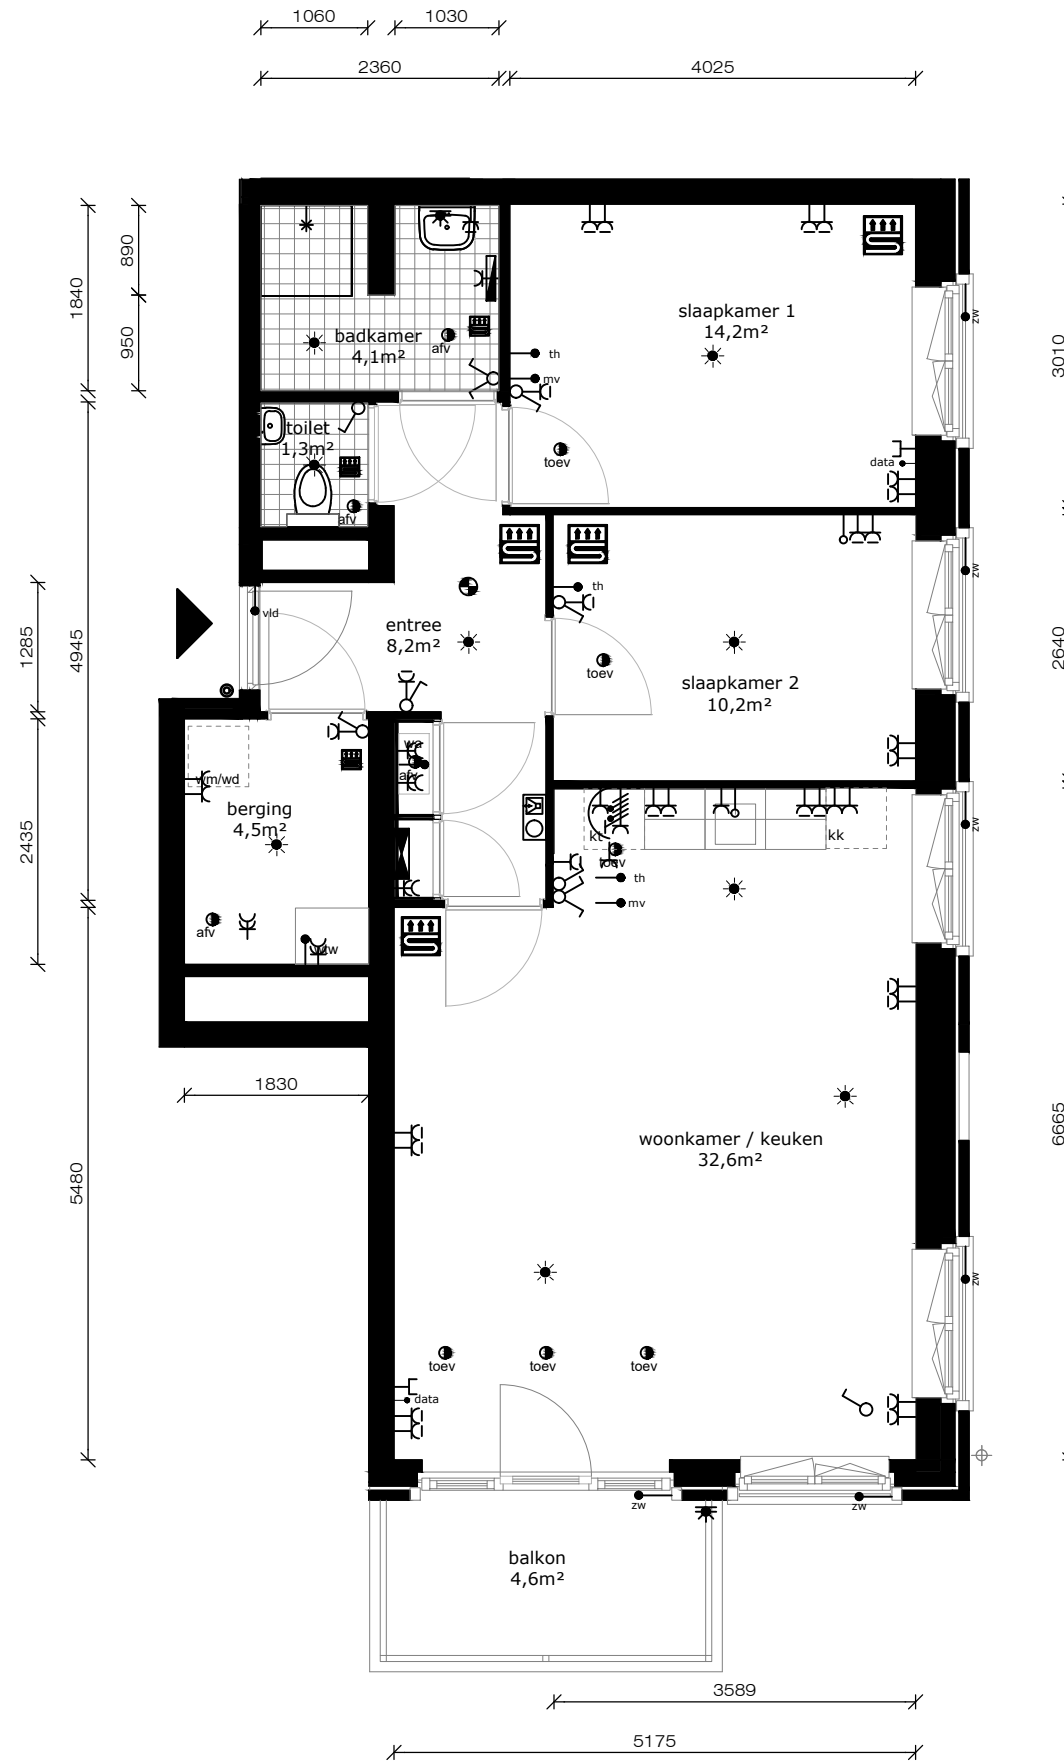 1060
1030
2360
4025
890
1840
950
3010
slaapkamer 1
14,2m²
zw
badkamer
4,1m²
afv
th
mv
toilet
1,3m²
toev
data
afv
zw
th
vld
entree
8,2m²
1285
4945
2640
toev
slaapkamer 2
10,2m²
wa
afv
wm/wd
berging
4,5m²
2435
kt
kk
zw
toev
th
mv
afv
wtw
1830
woonkamer / keuken
32,6m²
6665
5480
zw
toev
toev
toev
data
zw
zw
balkon
4,6m²
3589
5175